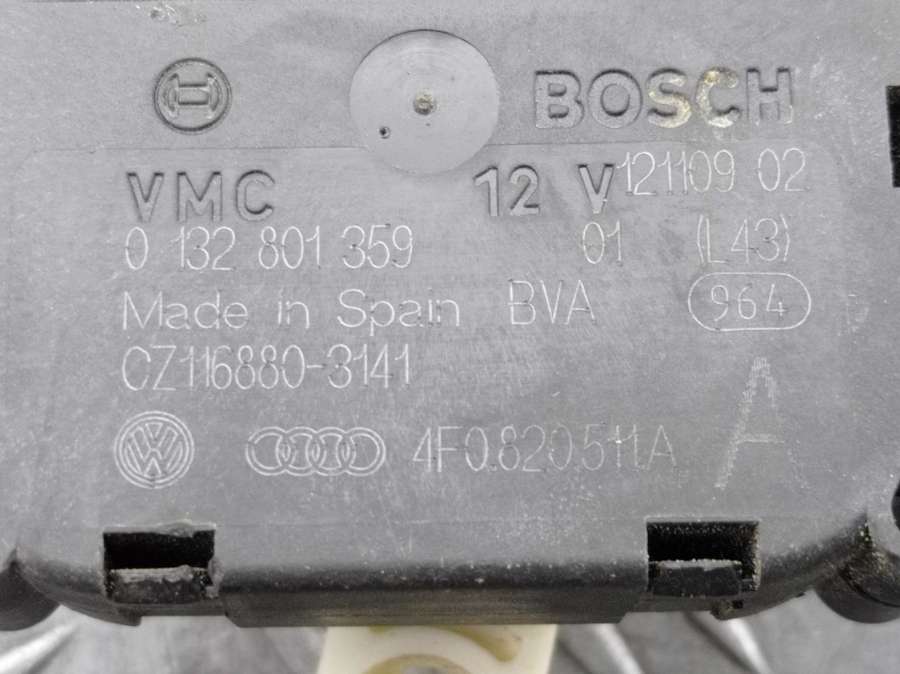 BOSCH
VMC 12 V 121109 02
0 132 801 359 01 (L43)
Made in Spain BVA 964
CZ116880-3141
A
4F0.820.511.A